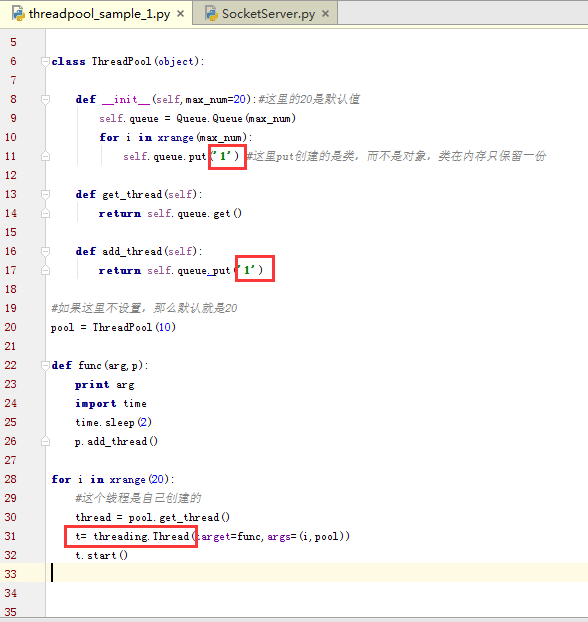 threadpool_sample_1.py × SocketServer.py ×
5
6 class ThreadPool(object):
7
8 def __init__(self,max_num=20):#这里的20是默认值
9 self.queue = Queue.Queue(max_num)
10 for i in xrange(max_num):
11 self.queue.put('1') #这里put创建的是类，而不是对象，类在内存只保留一份
12
13 def get_thread(self):
14 return self.queue.get()
15
16 def add_thread(self):
17 return self.queue_put('1')
18
19 #如果这里不设置，那么默认就是20
20 pool = ThreadPool(10)
21
22 def func(arg,p):
23 print arg
24 import time
25 time.sleep(2)
26 p.add_thread()
27
28 for i in xrange(20):
29 #这个线程是自己创建的
30 thread = pool.get_thread()
31 t= threading.Thread(target=func,args=(i,pool))
32 t.start()
33
34
35